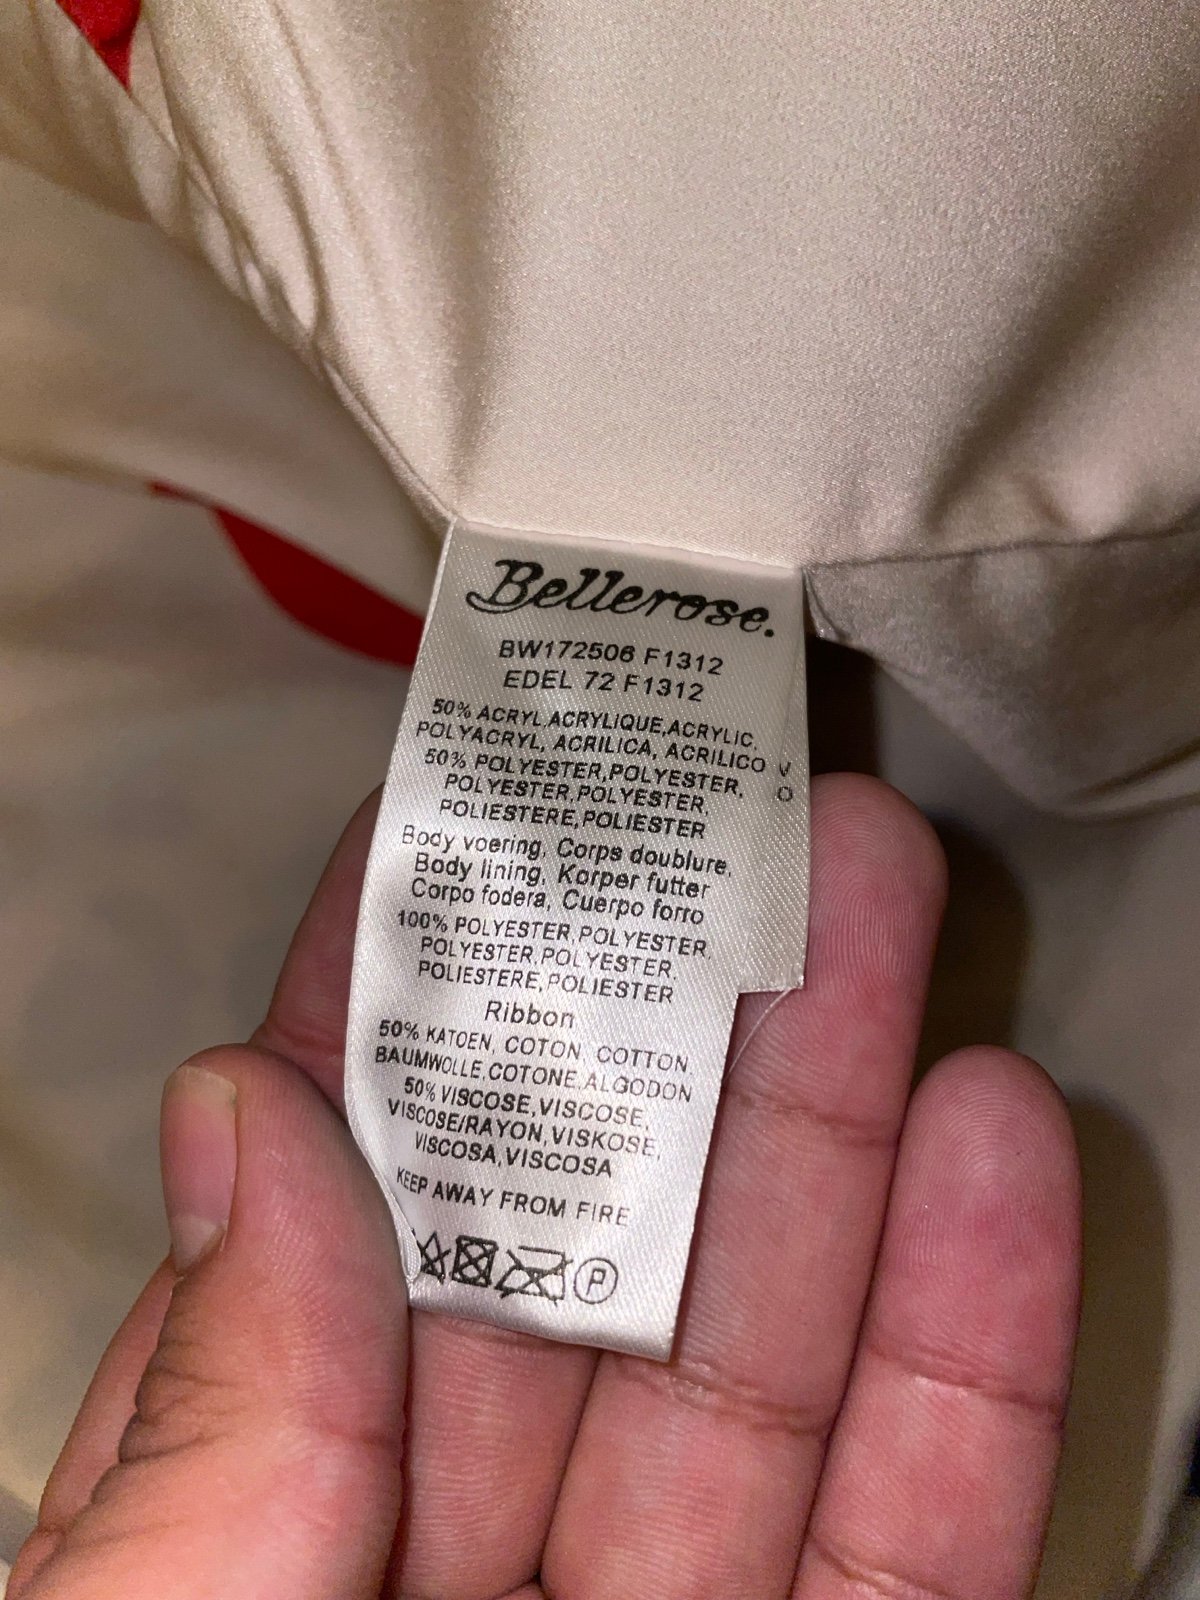 Bellerose.
BW172506 F1312
EDEL 72 F1312
50% ACRYL,ACRYLIQUE,ACRYLIC,
POLYACRYL, ACRILICA, ACRILICO
50% POLYESTER,POLYESTER,
POLYESTER,POLYESTER,
POLIESTERE,POLIESTER
Body voering, Corps doublure,
Body lining, Korper futter
Corpo fodera, Cuerpo forro
100% POLYESTER,POLYESTER,
POLYESTER,POLYESTER,
POLIESTERE,POLIESTER
Ribbon
50% KATOEN, COTON, COTTON,
BAUMWOLLE,COTONE,ALGODON
50% VISCOSE,VISCOSE,
VISCOSE/RAYON,VISKOSE,
VISCOSA,VISCOSA
KEEP AWAY FROM FIRE
P